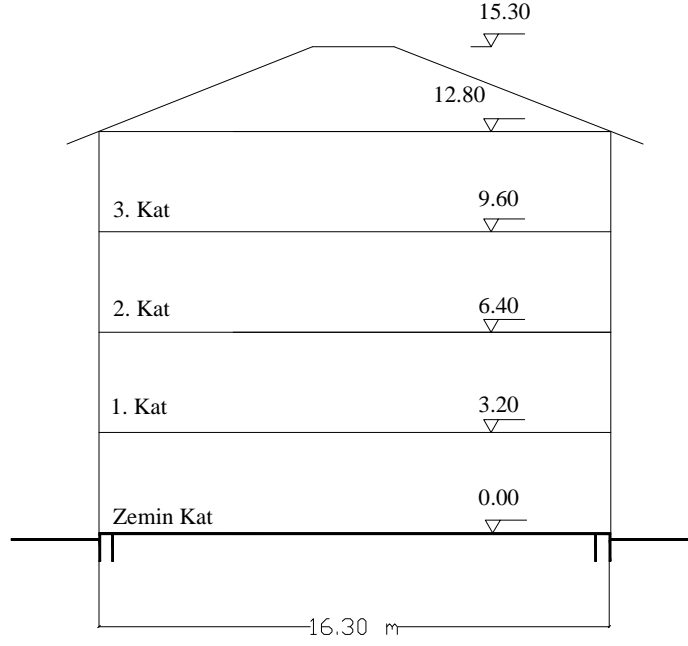 15.30
12.80
9.60
3. Kat
6.40
2. Kat
3.20
1. Kat
0.00
Zemin Kat
16.30 m